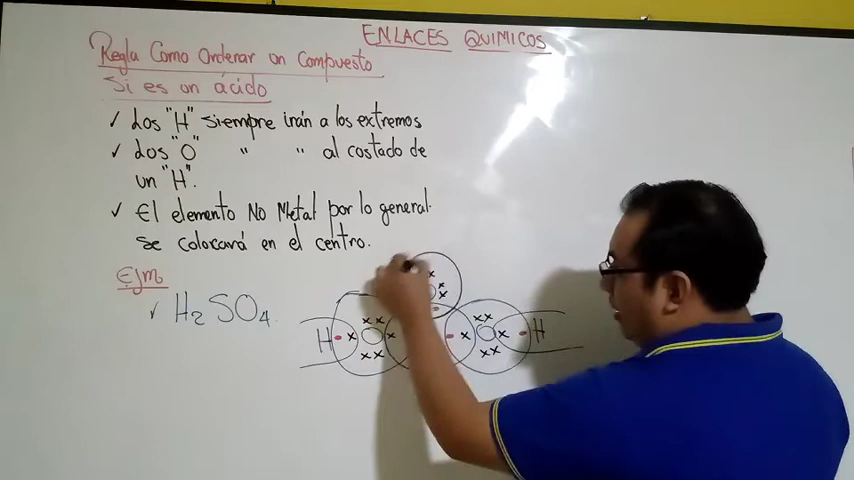 ENLACES QUIMICOS
Regla Como Ordenar un Compuesto
Si es un ácido
✓ Los "H" siempre irán a los extremos
✓ Los "O" " " al costado de
un "H".
✓ El elemento No Metal por lo general
se colocará en el centro.
Ejm
✓ H₂SO₄
H
H